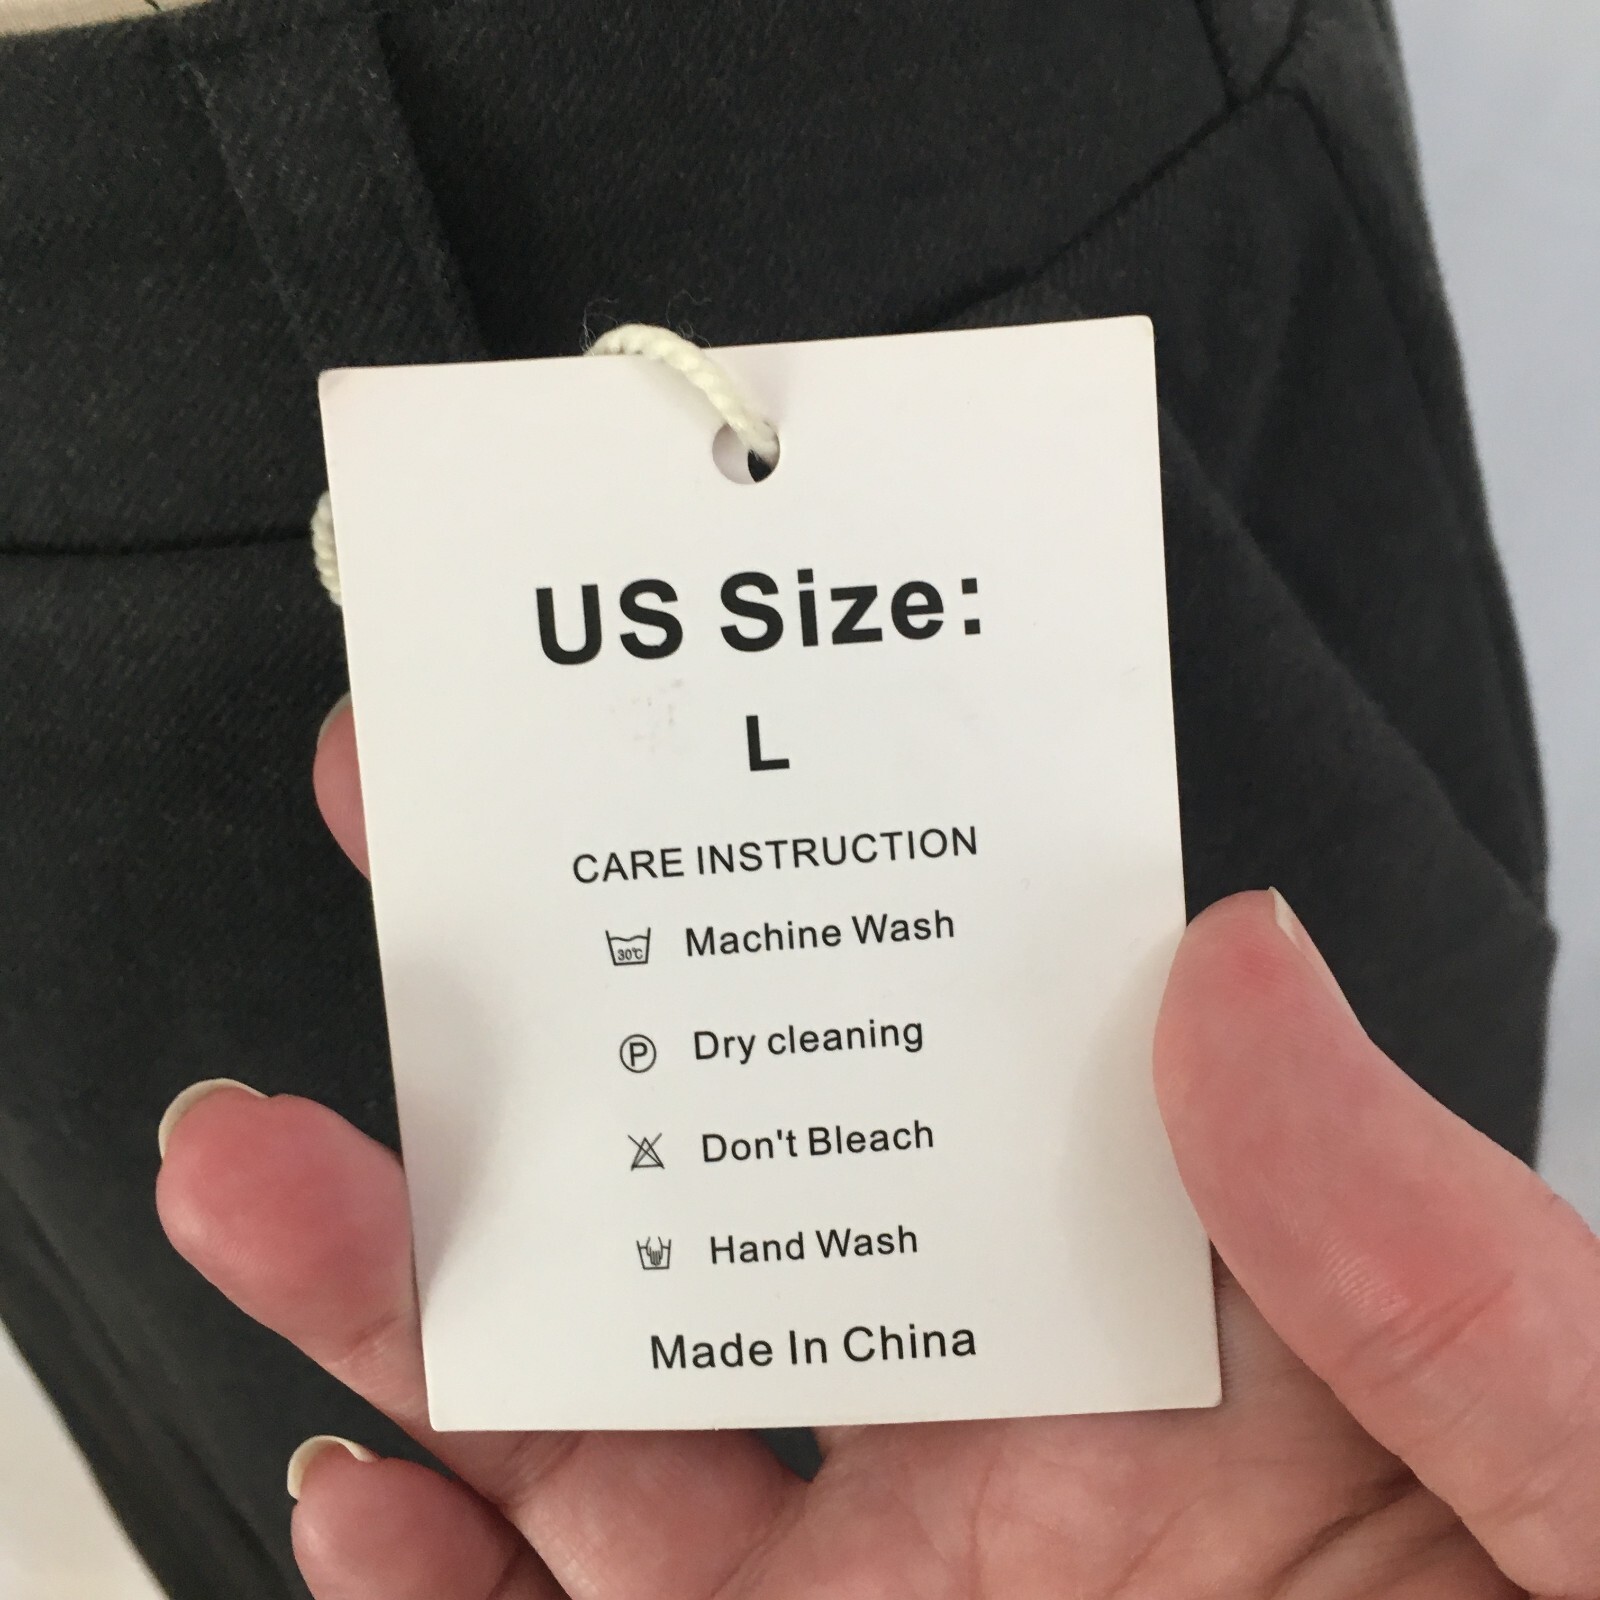 US Size:
L
CARE INSTRUCTION
30℃ Machine Wash
P Dry cleaning
Don't Bleach
Hand Wash
Made In China